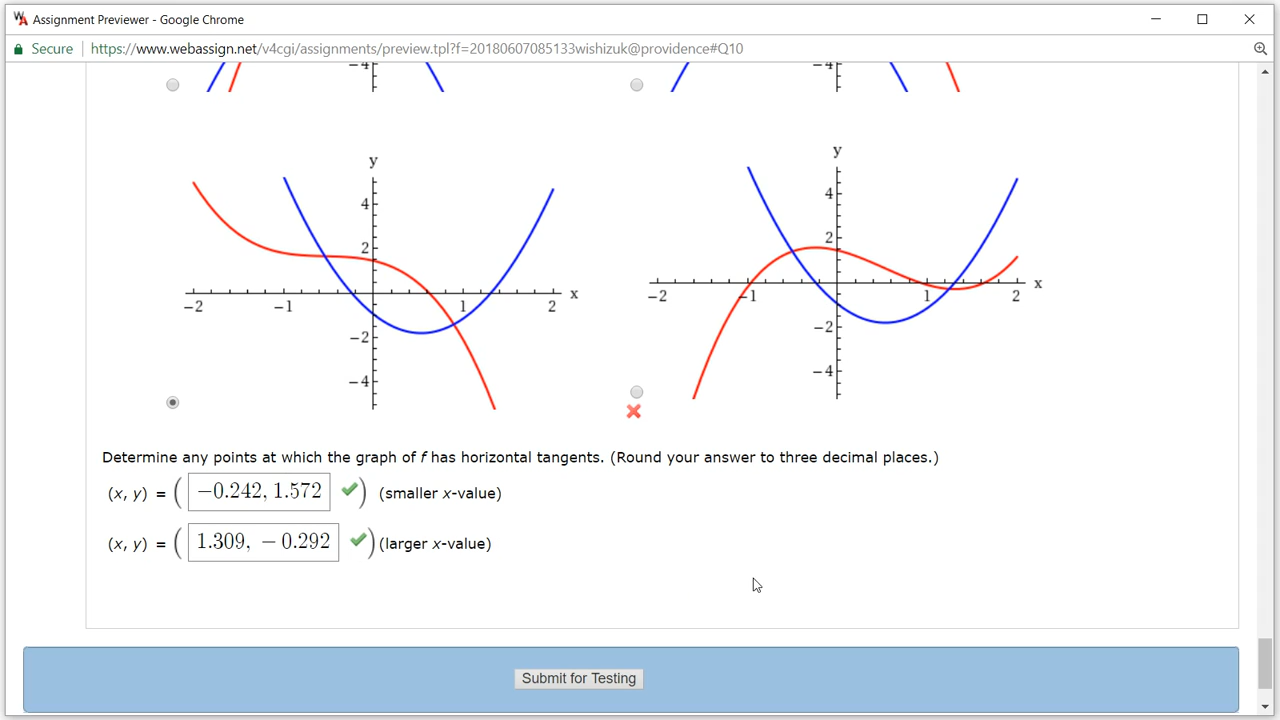 Assignment Previewer - Google Chrome
Secure https://www.webassign.net/v4cgi/assignments/preview.tpl?f=20180607085133wishizuk@providence#Q10
−4 −4
y y
4 4
2 2
−2 −1 1 2 x −2 −1 1 2 x
−2 −2
−4 −4
Determine any points at which the graph of f has horizontal tangents. (Round your answer to three decimal places.)
(x, y) = ( −0.242, 1.572 ) (smaller x-value)
(x, y) = ( 1.309, − 0.292 ) (larger x-value)
Submit for Testing